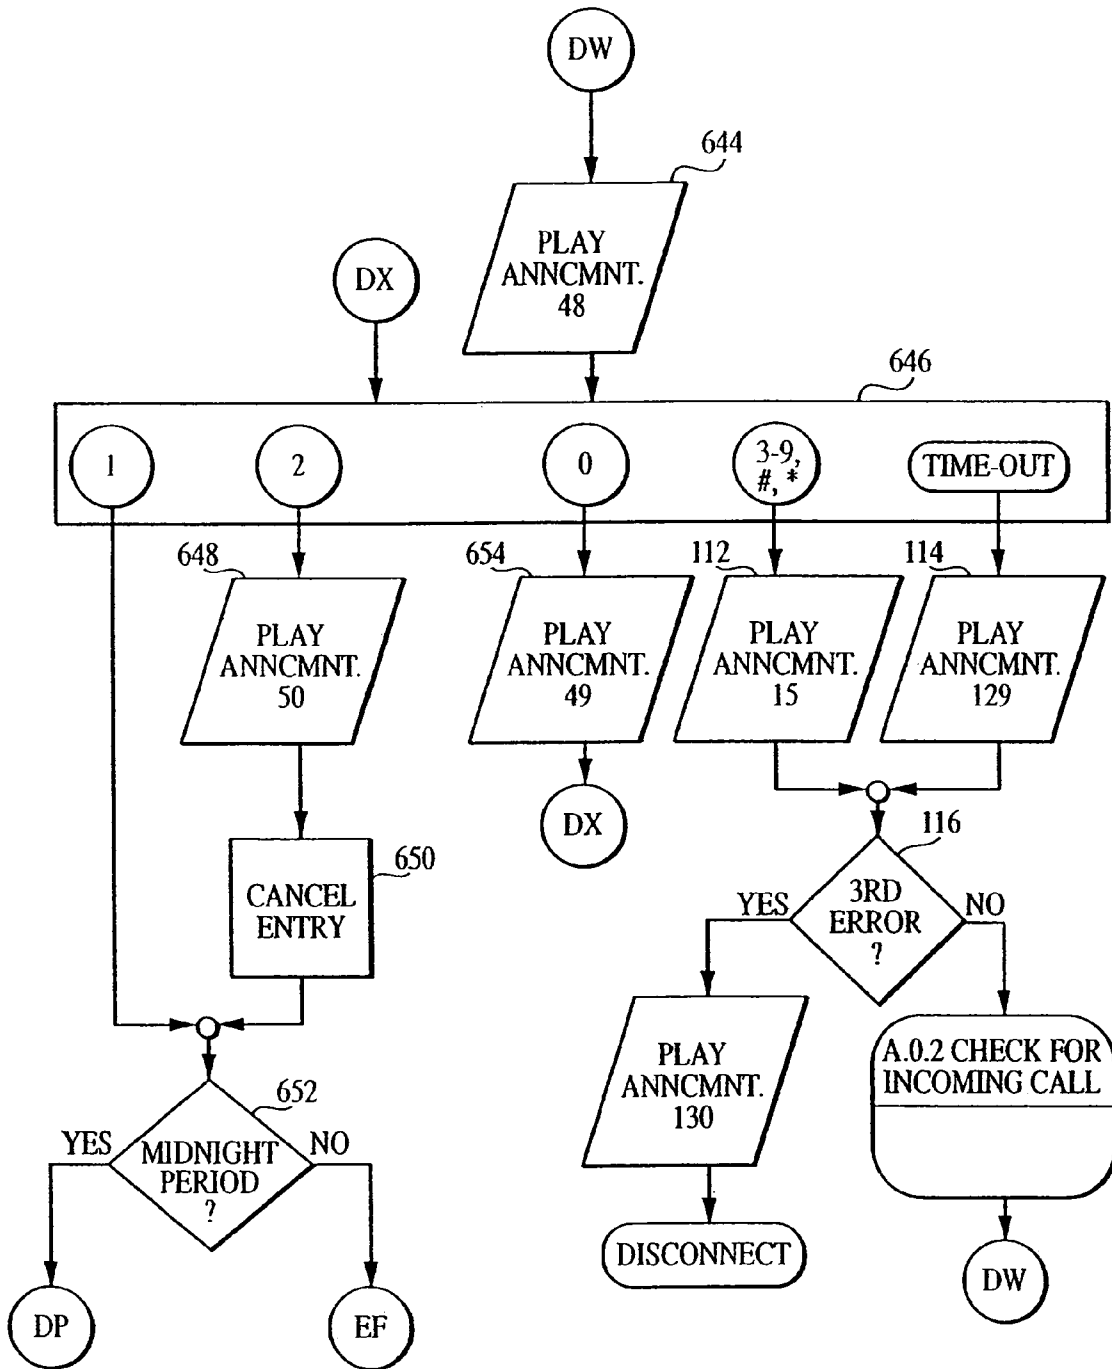 DW
644
PLAY
ANNCMNT.
48
DX
646
1
2
0
3-9,
#, *
TIME-OUT
648
PLAY
ANNCMNT.
50
654
PLAY
ANNCMNT.
49
112
PLAY
ANNCMNT.
15
114
PLAY
ANNCMNT.
129
DX
650
CANCEL
ENTRY
116
3RD
ERROR
?
YES
NO
PLAY
ANNCMNT.
130
A.0.2 CHECK FOR
INCOMING CALL
652
MIDNIGHT
PERIOD
?
YES
NO
DISCONNECT
DW
DP
EF